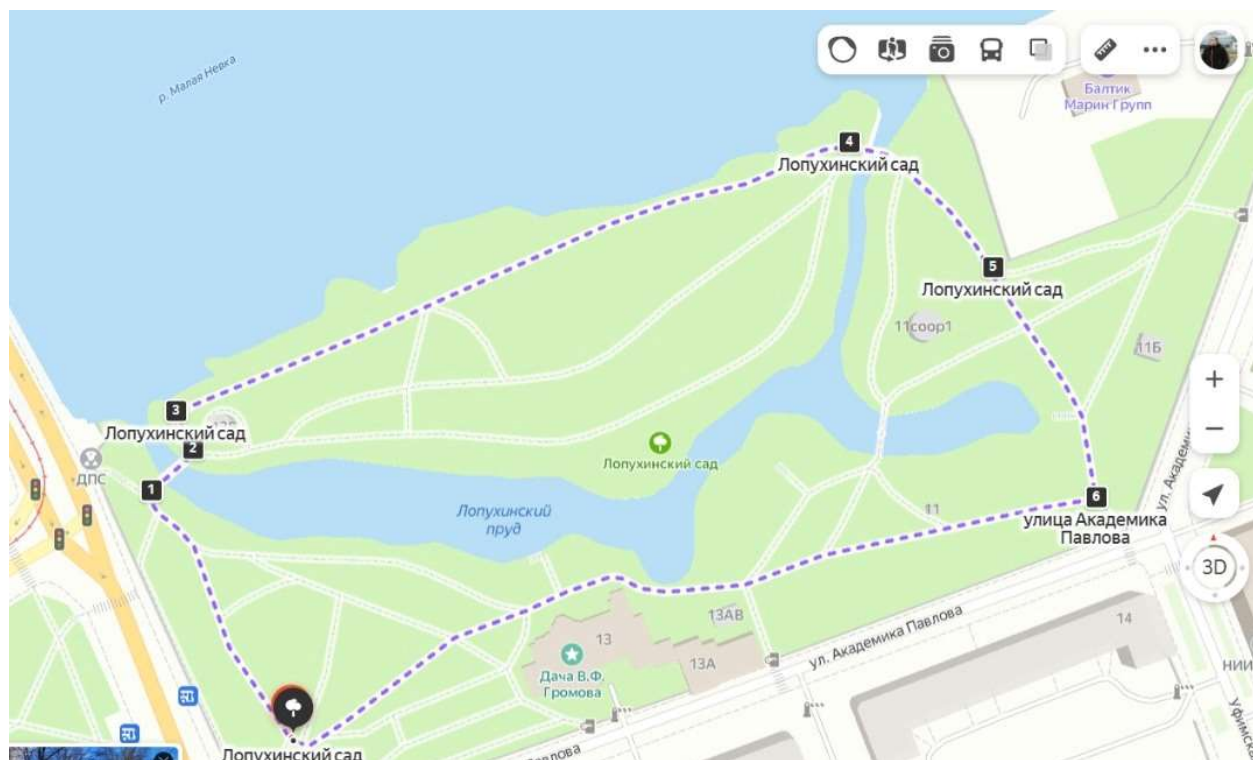 р. Малая Невка
Балтик
Марин Групп
4
Лопухинский сад
5
Лопухинский сад
11соор1
11Б
3
Лопухинский сад
2
ДПС
1
Лопухинский сад
Лопухинский
пруд
11
6
улица Академика
Павлова
ул. Академика Павлова
3D
13АВ
13
13А
14
Дача В.Ф.
Громова
НИИ
Уфимская
Лопухинский сад